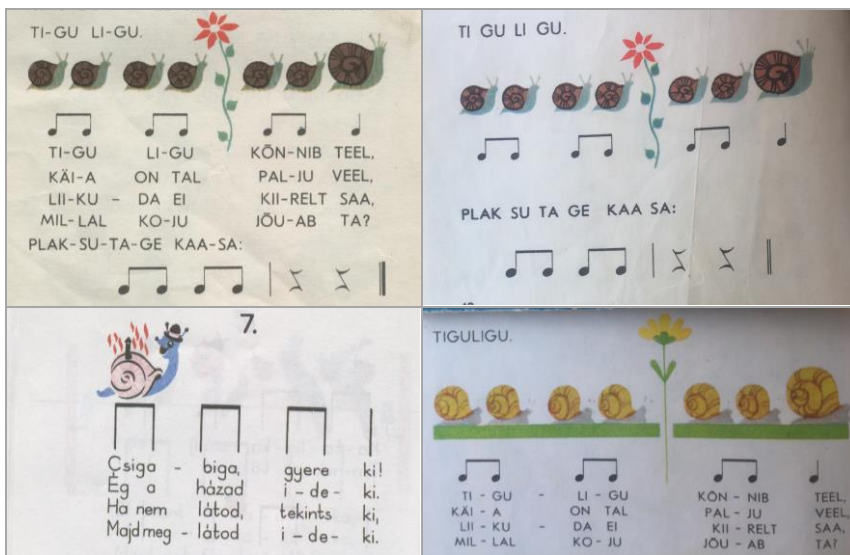 TI-GU LI-GU.
TI-GU LI-GU KÕN-NIB TEEL,
KÄI-A ON TAL PAL-JU VEEL,
LII-KU - DA EI KII-RELT SAA,
MIL-LAL KO-JU JÕU-AB TA?
PLAK-SU-TA-GE KAA-SA:
TI GU LI GU.
PLAK SU TA GE KAA SA:
7.
Csiga - biga, gyere ki!
Ég a házad i - de - ki.
Ha nem látod, tekints ki,
Majd meg - látod i - de - ki.
TIGULIGU.
TI - GU - LI - GU KÕN - NIB TEEL,
KÄI - A ON TAL PAL - JU VEEL,
LII - KU - DA EI KII - RELT SAA,
MIL - LAL KO - JU JÕU - AB TA?